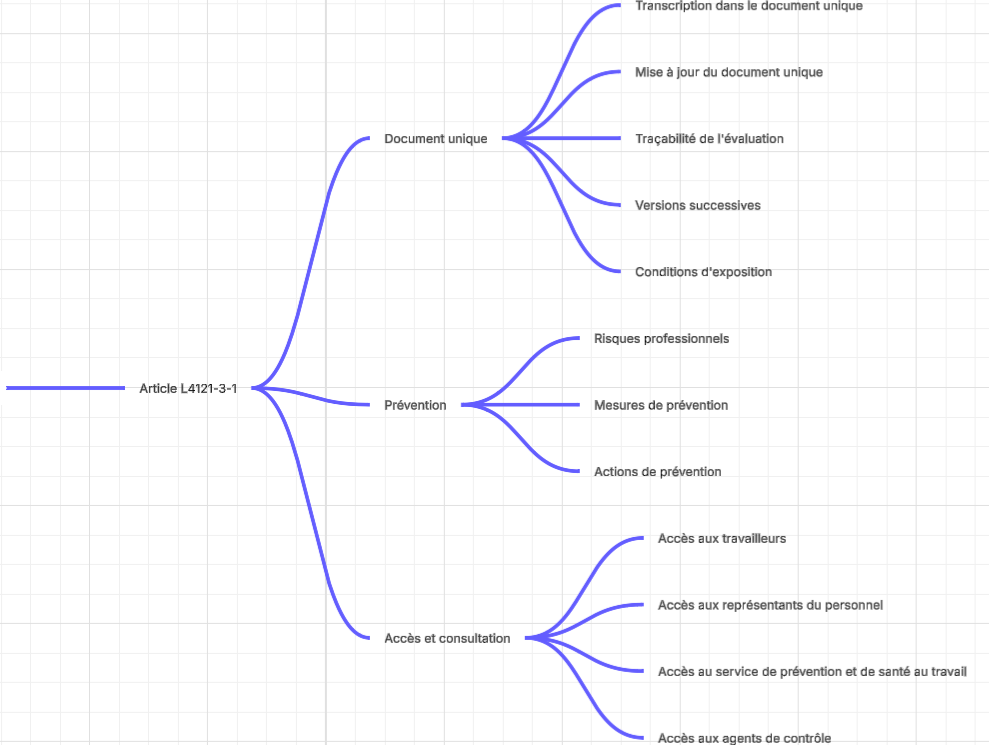 Transcription dans le document unique
Mise à jour du document unique
Document unique
Traçabilité de l'évaluation
Versions successives
Conditions d'exposition
Risques professionnels
Article L4121-3-1
Prévention
Mesures de prévention
Actions de prévention
Accès aux travailleurs
Accès aux représentants du personnel
Accès et consultation
Accès au service de prévention et de santé au travail
Accès aux agents de contrôle